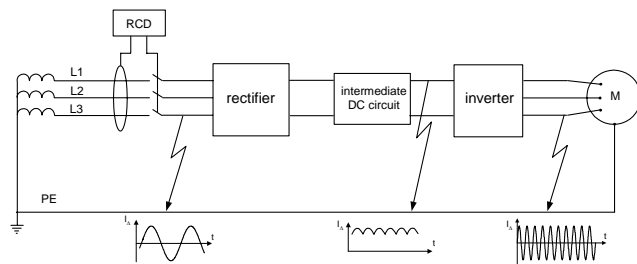 RCD
L1
L2
L3
rectifier
intermediate
DC circuit
inverter
M
PE
IΔ
t
IΔ
t
IΔ
t